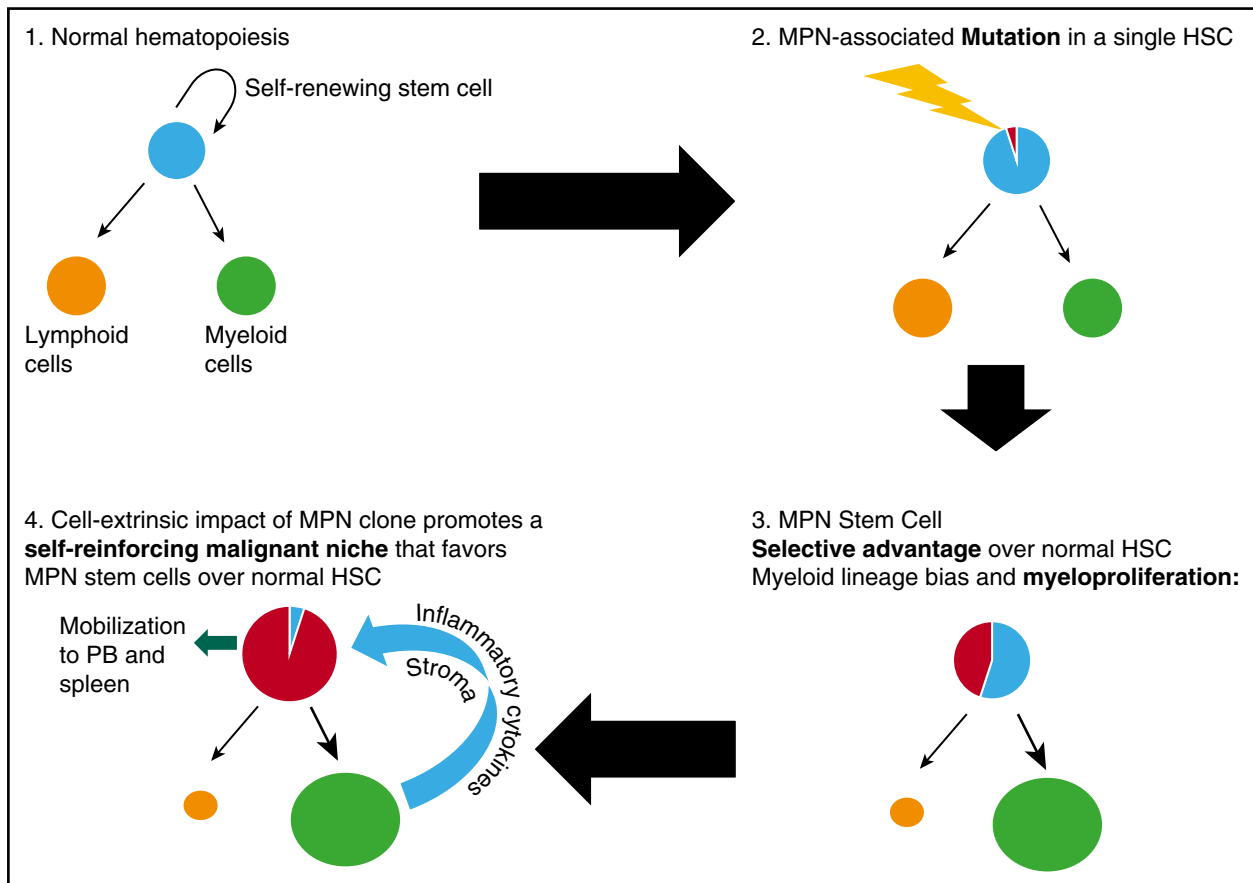 1. Normal hematopoiesis
Self-renewing stem cell
Lymphoid
cells
Myeloid
cells
2. MPN-associated Mutation in a single HSC
3. MPN Stem Cell
Selective advantage over normal HSC
Myeloid lineage bias and myeloproliferation:
4. Cell-extrinsic impact of MPN clone promotes a
self-reinforcing malignant niche that favors
MPN stem cells over normal HSC
Mobilization
to PB and
spleen
Inflammatory cytokines
Stroma